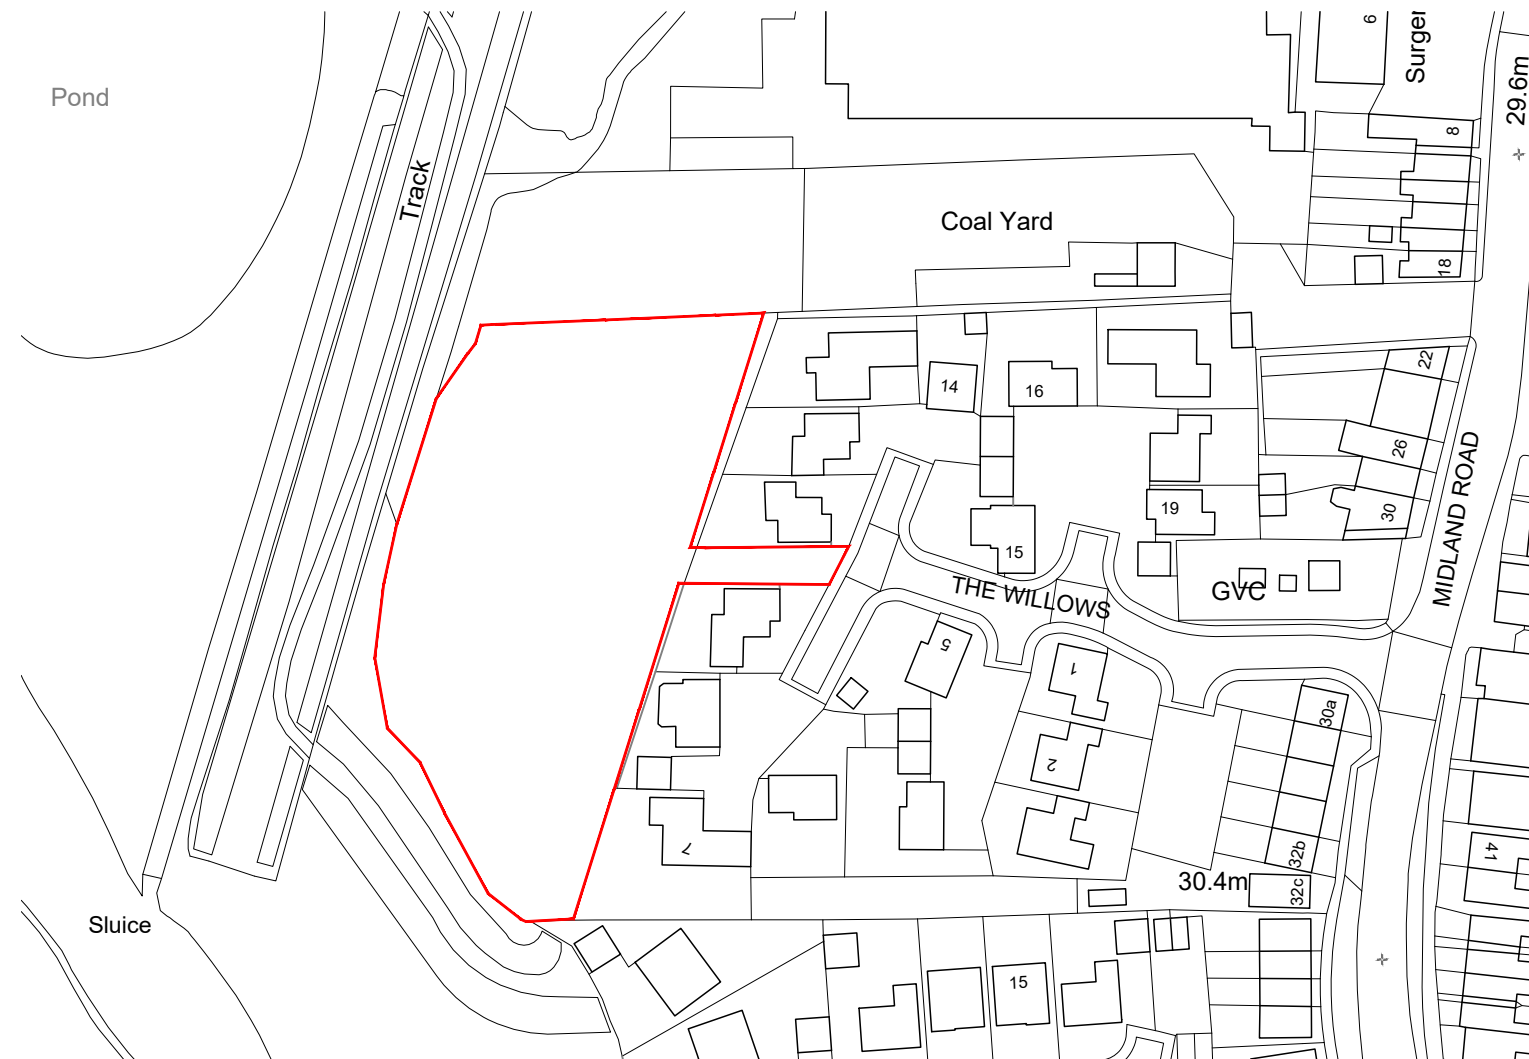 6
Surger
Pond
29.6m
8
Track
Coal Yard
18
22
14
16
26
MIDLAND ROAD
19
30
15
THE WILLOWS
GVC
5
1
30a
2
7
41
32b
30.4m
32c
Sluice
15